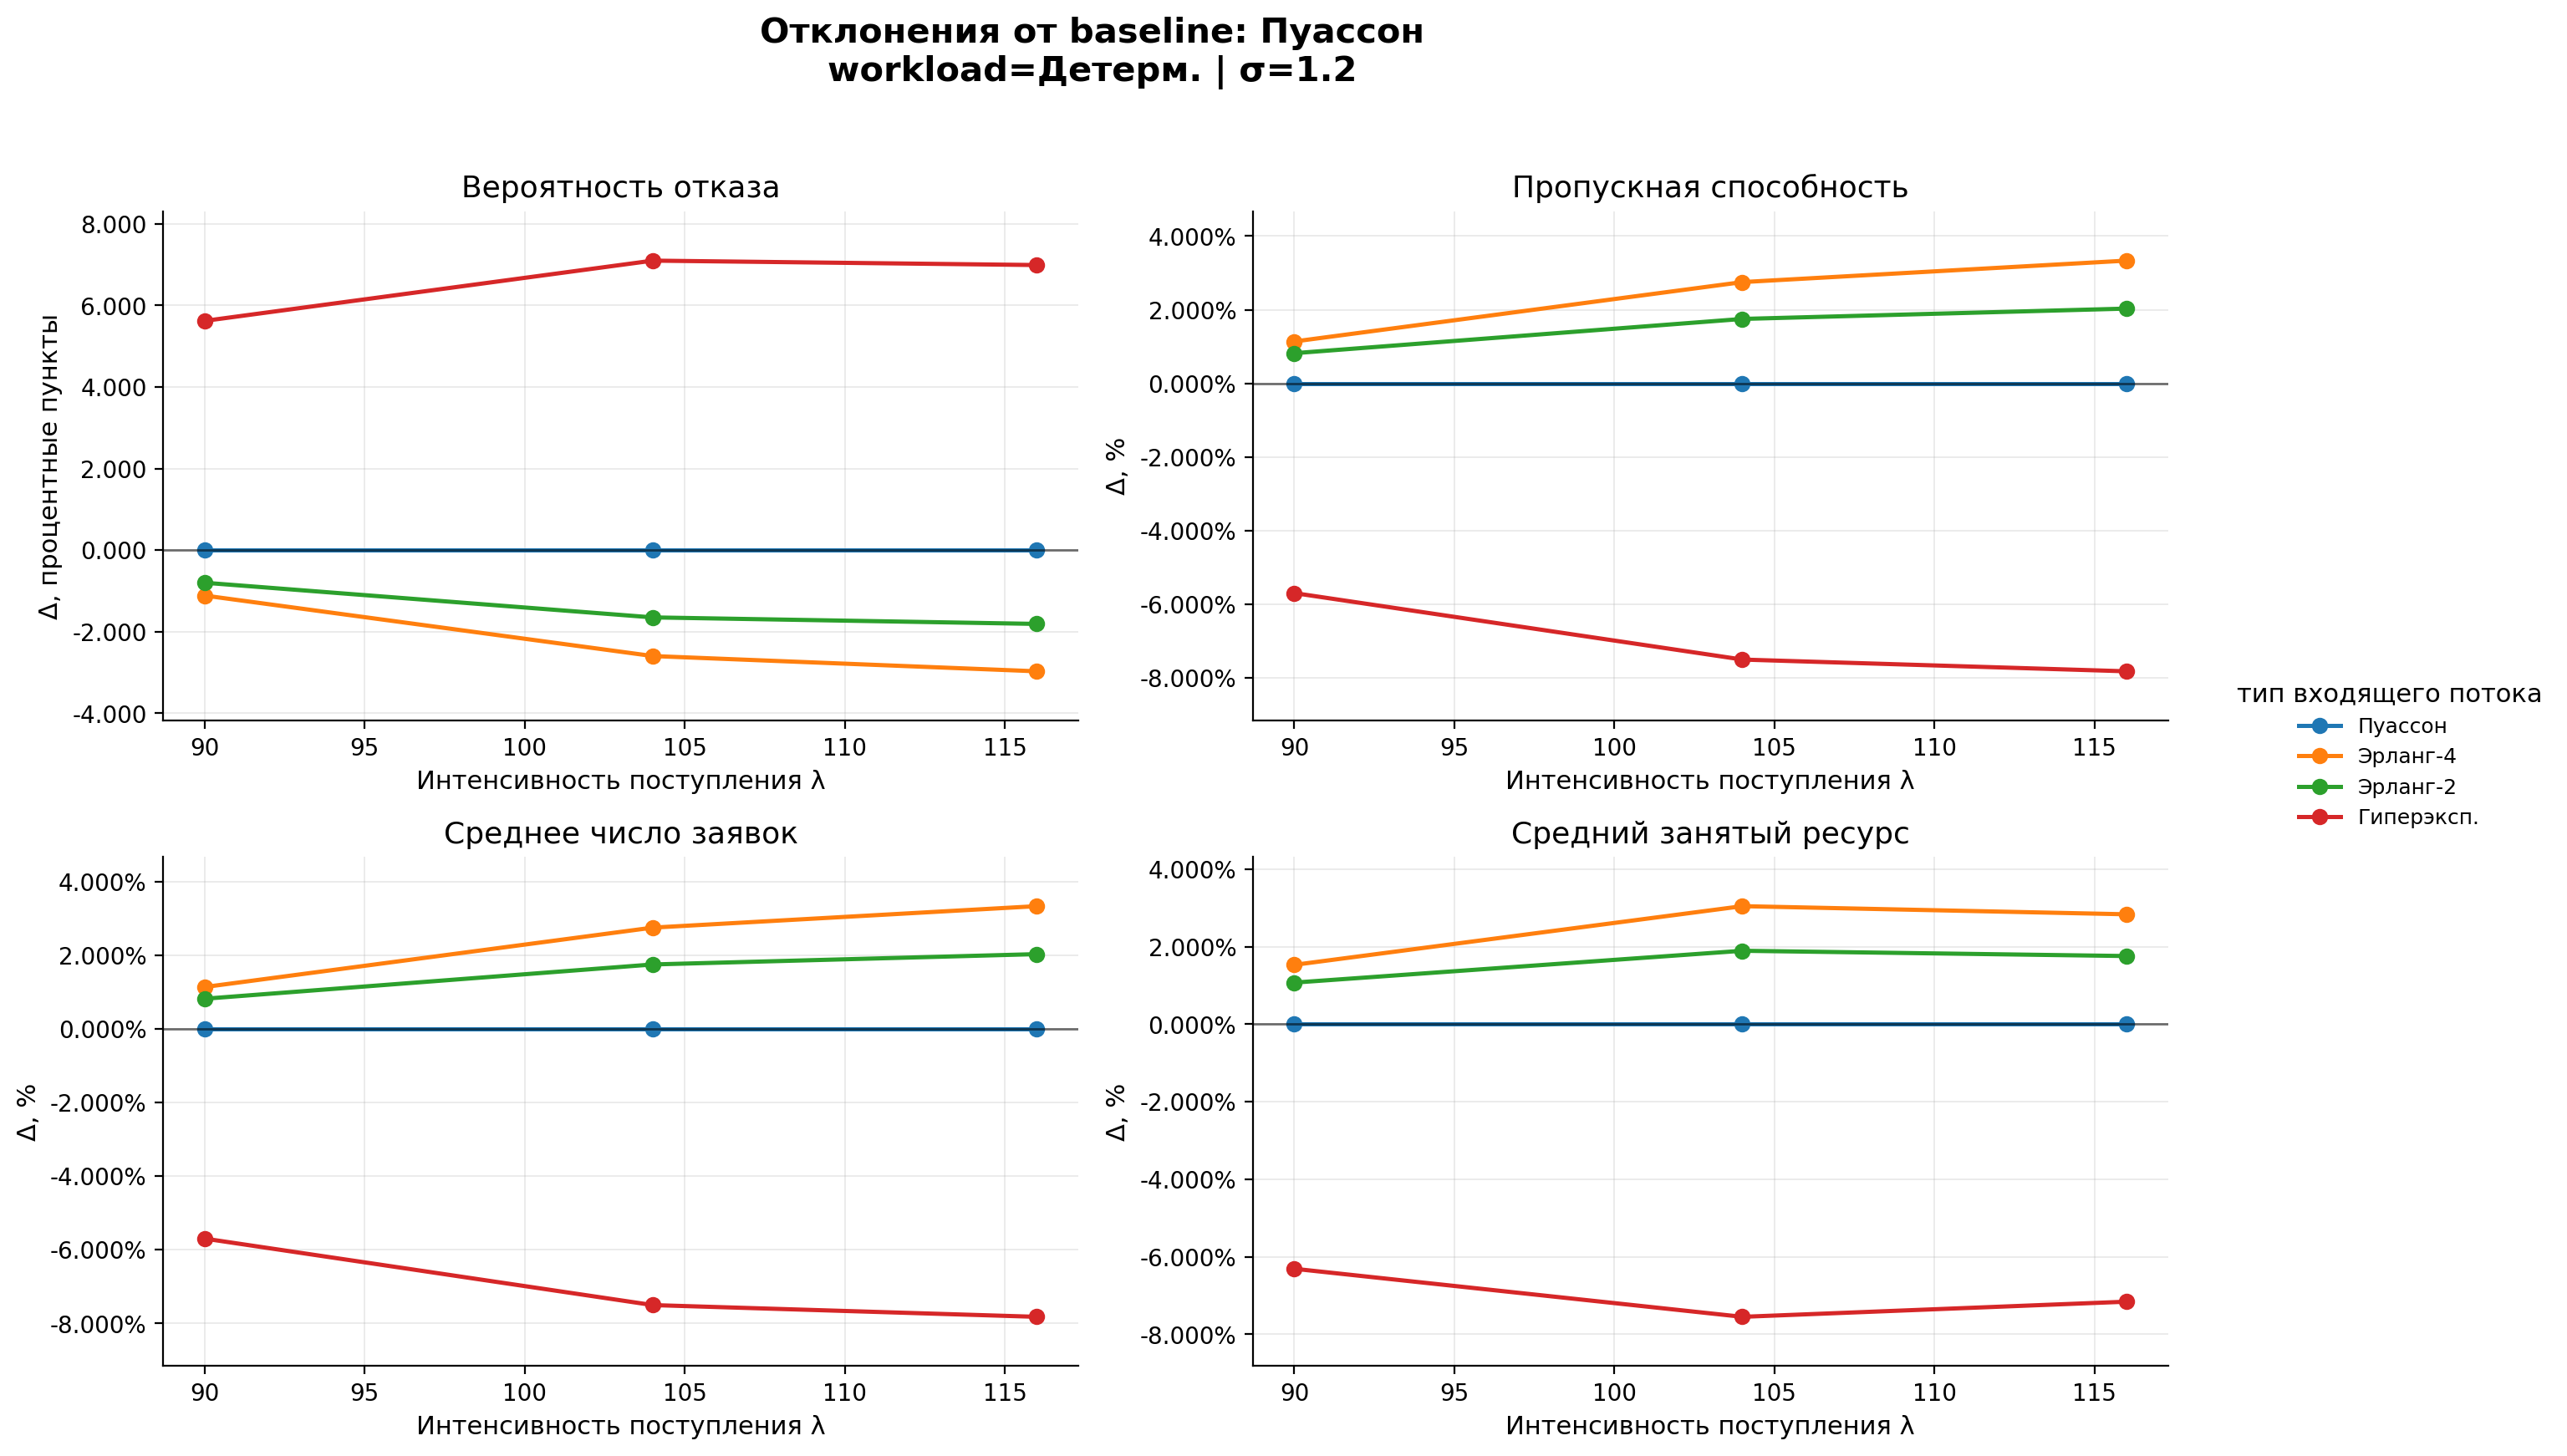 Отклонения от baseline: Пуассон
workload=Детерм. | σ=1.2
Вероятность отказа
Δ, процентные пункты
8.000
6.000
4.000
2.000
0.000
-2.000
-4.000
90 95 100 105 110 115
Интенсивность поступления λ
Пропускная способность
Δ, %
4.000%
2.000%
0.000%
-2.000%
-4.000%
-6.000%
-8.000%
90 95 100 105 110 115
Интенсивность поступления λ
тип входящего потока
Пуассон
Эрланг-4
Эрланг-2
Гиперэксп.
Среднее число заявок
Δ, %
4.000%
2.000%
0.000%
-2.000%
-4.000%
-6.000%
-8.000%
90 95 100 105 110 115
Интенсивность поступления λ
Средний занятый ресурс
Δ, %
4.000%
2.000%
0.000%
-2.000%
-4.000%
-6.000%
-8.000%
90 95 100 105 110 115
Интенсивность поступления λ